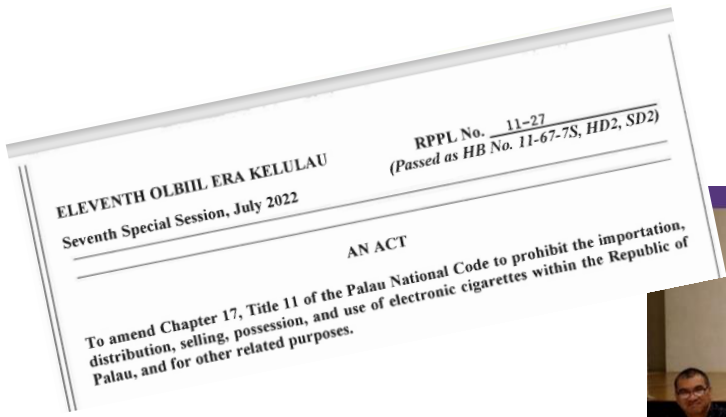 RPPL No. 11-27
ELEVENTH OLBIIL ERA KELULAU (Passed as HB No. 11-67-7S, HD2, SD2)
Seventh Special Session, July 2022
AN ACT
To amend Chapter 17, Title 11 of the Palau National Code to prohibit the importation,
distribution, selling, possession, and use of electronic cigarettes within the Republic of
Palau, and for other related purposes.